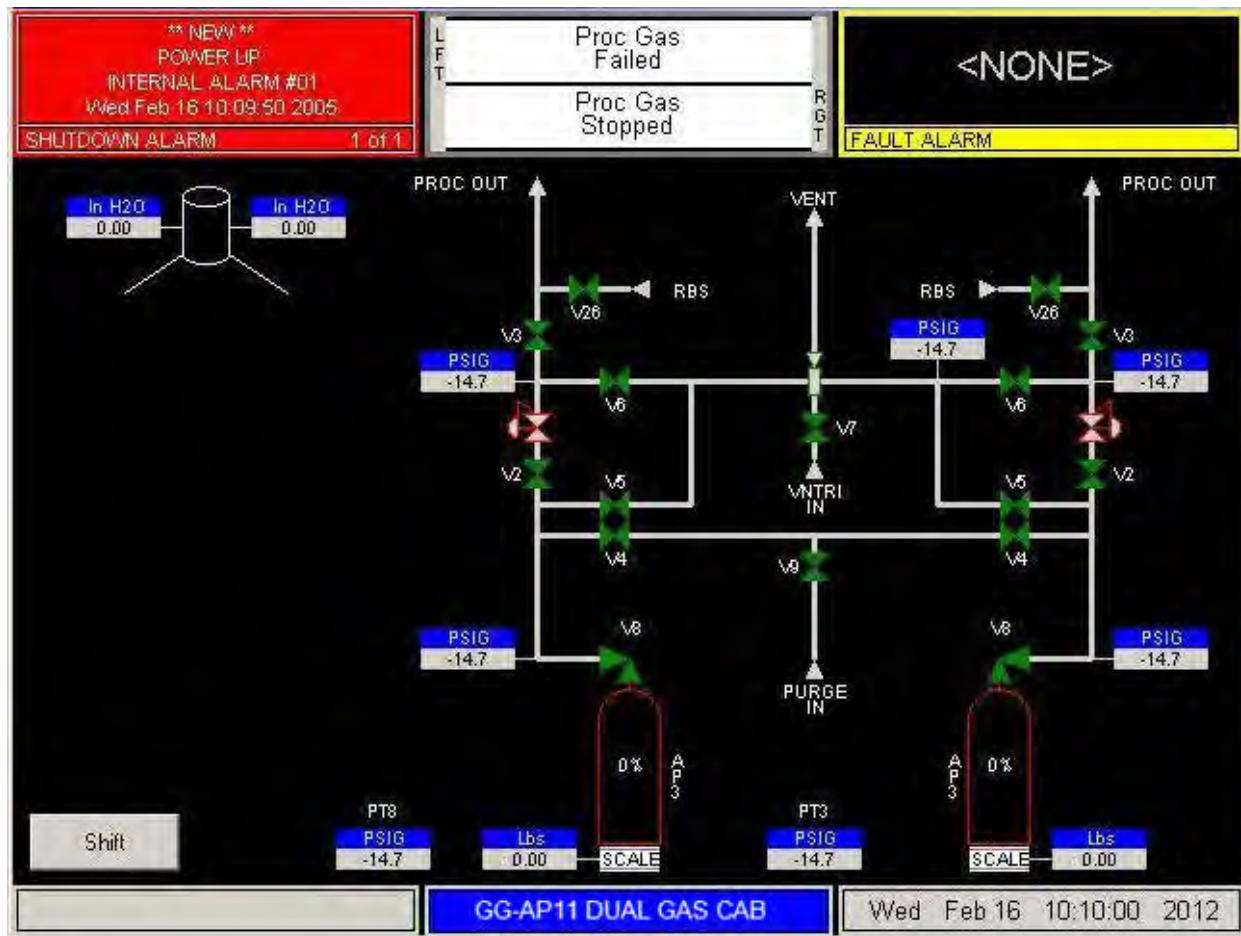 ** NEW **
POWER UP
INTERNAL ALARM #01
Wed Feb 16 10:09:50 2005
SHUTDOWN ALARM 1 of 1
LFT
Proc Gas
Failed
Proc Gas
Stopped
RGT
<NONE>
FAULT ALARM
In H2O
0.00
In H2O
0.00
PROC OUT
VENT
PROC OUT
RBS
V26
RBS
V26
V3
PSIG
-14.7
V3
PSIG
-14.7
PSIG
-14.7
V6
V6
V7
V2
V5
VNTRI
IN
V5
V2
V4
V9
V4
PSIG
-14.7
V8
V8
PSIG
-14.7
PURGE
IN
0%
AP3
AP3
0%
Shift
PT8
PSIG
-14.7
Lbs
0.00
SCALE
PT3
PSIG
-14.7
SCALE
Lbs
0.00
GG-AP11 DUAL GAS CAB
Wed Feb 16 10:10:00 2012